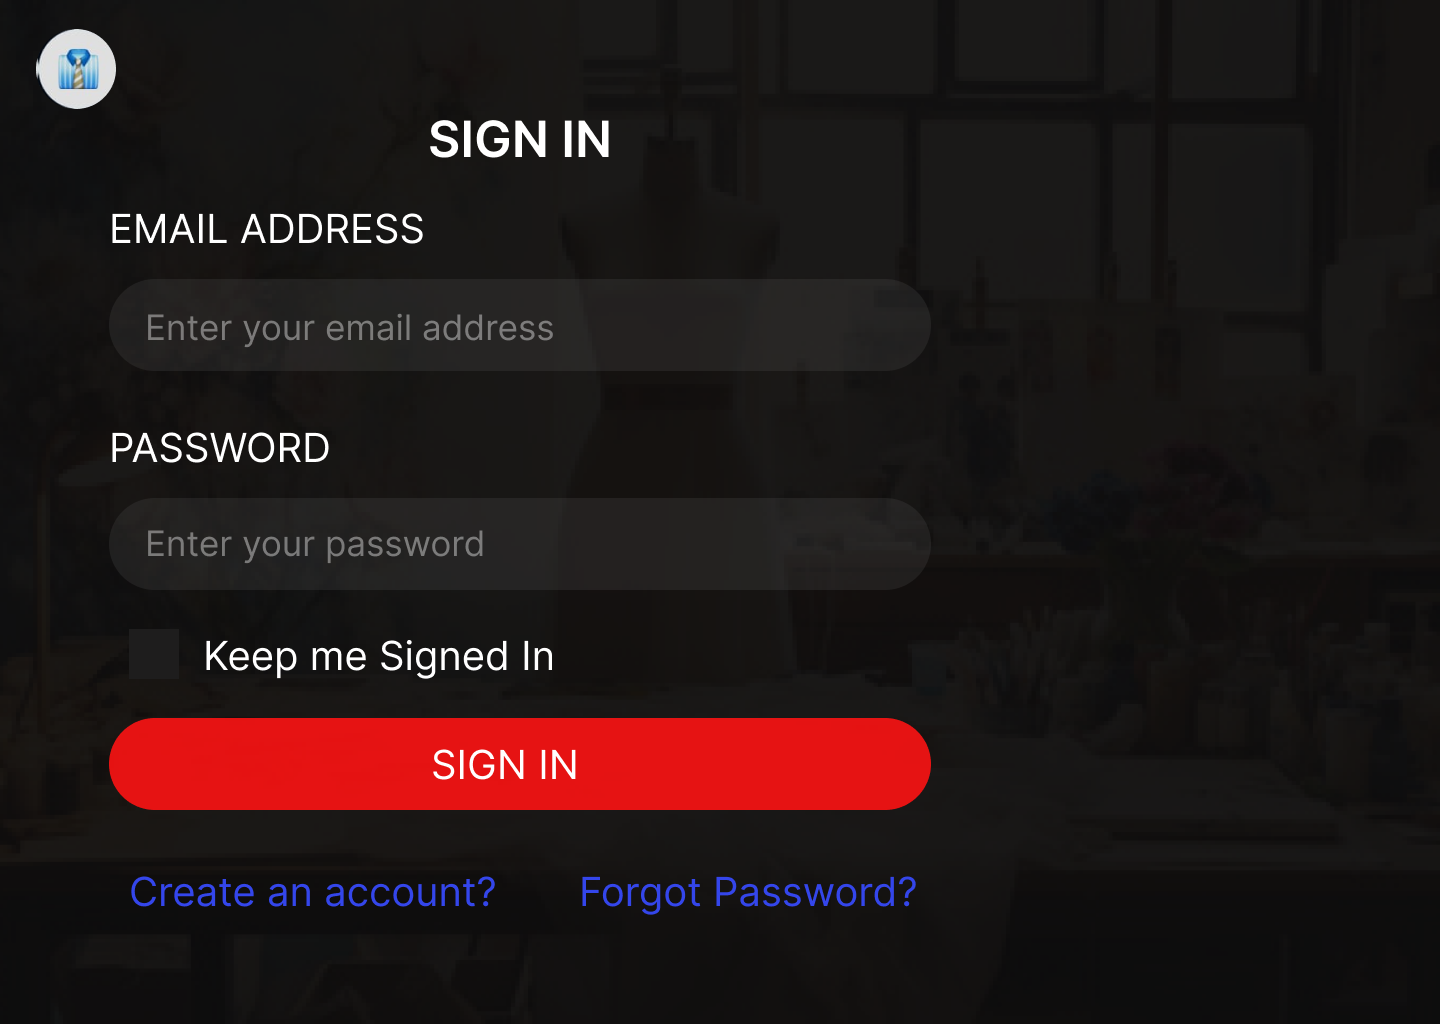 SIGN IN
EMAIL ADDRESS
Enter your email address
PASSWORD
Enter your password
Keep me Signed In
SIGN IN
Create an account? Forgot Password?